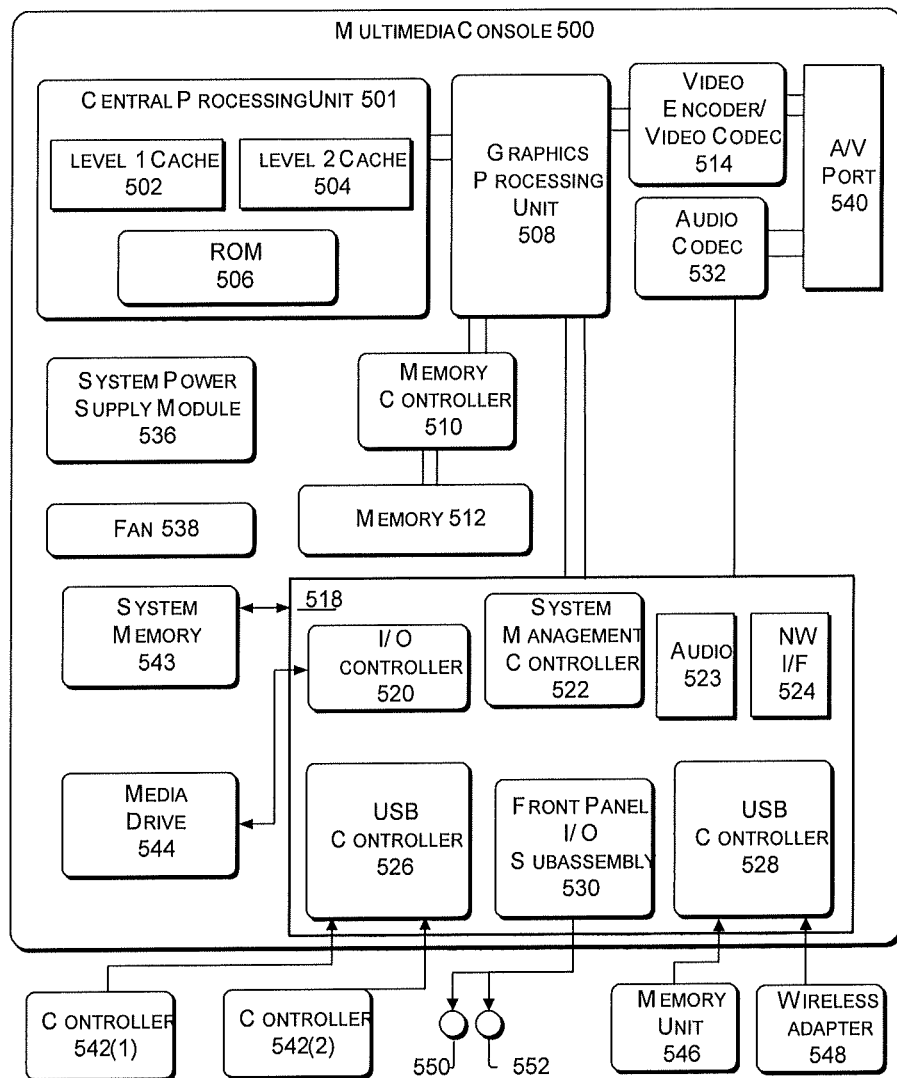 MULTIMEDIA CONSOLE 500
CENTRAL PROCESSING UNIT 501
LEVEL 1 CACHE
502
LEVEL 2 CACHE
504
ROM
506
GRAPHICS
PROCESSING
UNIT
508
VIDEO
ENCODER/
VIDEO CODEC
514
A/V
PORT
540
AUDIO
CODEC
532
SYSTEM POWER
SUPPLY MODULE
536
MEMORY
CONTROLLER
510
FAN 538
MEMORY 512
SYSTEM
MEMORY
543
518
I/O
CONTROLLER
520
SYSTEM
MANAGEMENT
CONTROLLER
522
AUDIO
523
NW
I/F
524
MEDIA
DRIVE
544
USB
CONTROLLER
526
FRONT PANEL
I/O
SUBASSEMBLY
530
USB
CONTROLLER
528
CONTROLLER
542(1)
CONTROLLER
542(2)
550
552
MEMORY
UNIT
546
WIRELESS
ADAPTER
548